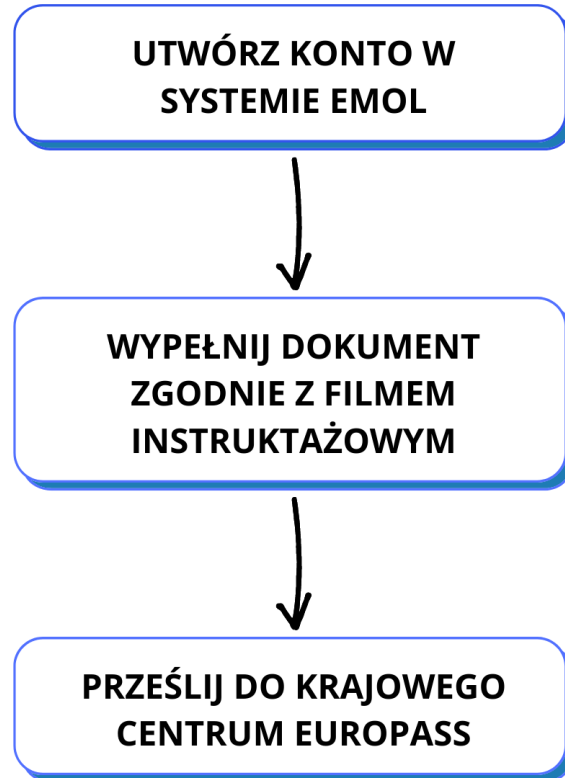 UTWÓRZ KONTO W
SYSTEMIE EMOL
WYPEŁNIJ DOKUMENT
ZGODNIE Z FILMEM
INSTRUKTAŻOWYM
PRZEŚLIJ DO KRAJOWEGO
CENTRUM EUROPASS